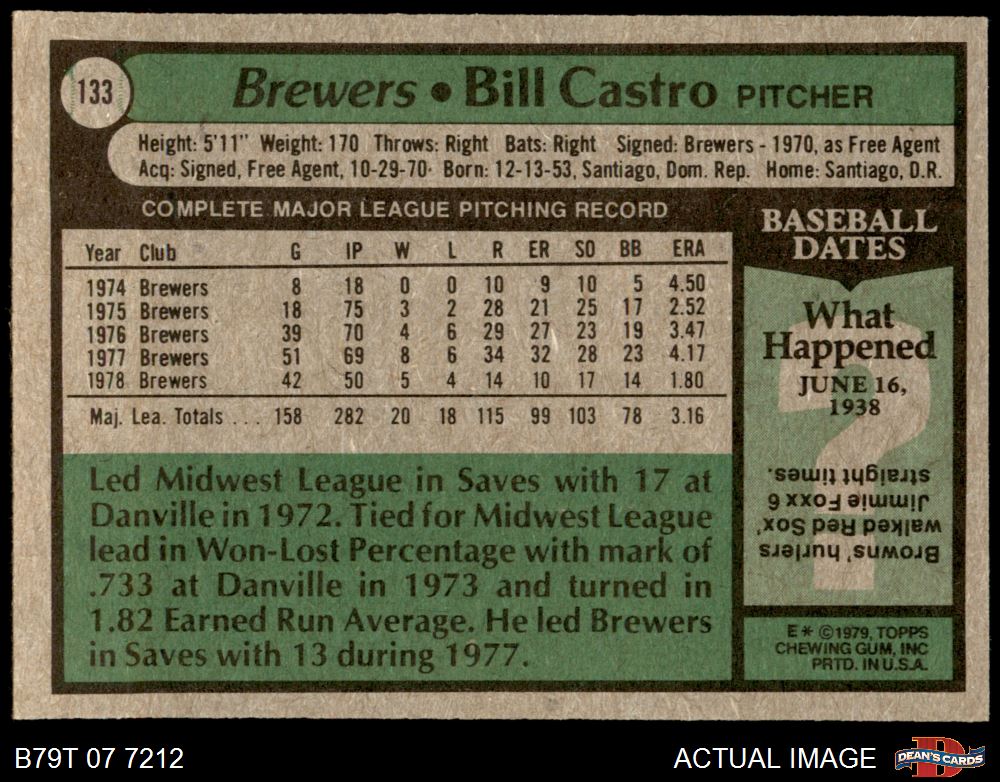 133
Brewers • Bill Castro PITCHER
Height: 5'11" Weight: 170 Throws: Right Bats: Right Signed: Brewers - 1970, as Free Agent
Acq: Signed, Free Agent, 10-29-70· Born: 12-13-53, Santiago, Dom. Rep. Home: Santiago, D.R.
COMPLETE MAJOR LEAGUE PITCHING RECORD
Year Club G IP W L R ER SO BB ERA
1974 Brewers 8 18 0 0 10 9 10 5 4.50
1975 Brewers 18 75 3 2 28 21 25 17 2.52
1976 Brewers 39 70 4 6 29 27 23 19 3.47
1977 Brewers 51 69 8 6 34 32 28 23 4.17
1978 Brewers 42 50 5 4 14 10 17 14 1.80
Maj. Lea. Totals ... 158 282 20 18 115 99 103 78 3.16
Led Midwest League in Saves with 17 at
Danville in 1972. Tied for Midwest League
lead in Won-Lost Percentage with mark of
.733 at Danville in 1973 and turned in
1.82 Earned Run Average. He led Brewers
in Saves with 13 during 1977.
BASEBALL
DATES
What
Happened
JUNE 16,
1938
?
Browns' hurlers
walked Red Sox'
Jimmie Foxx 6
straight times.
E * ©1979, TOPPS
CHEWING GUM, INC
PRTD. IN U.S.A.
B79T 07 7212
ACTUAL IMAGE
D
DEAN'S CARDS